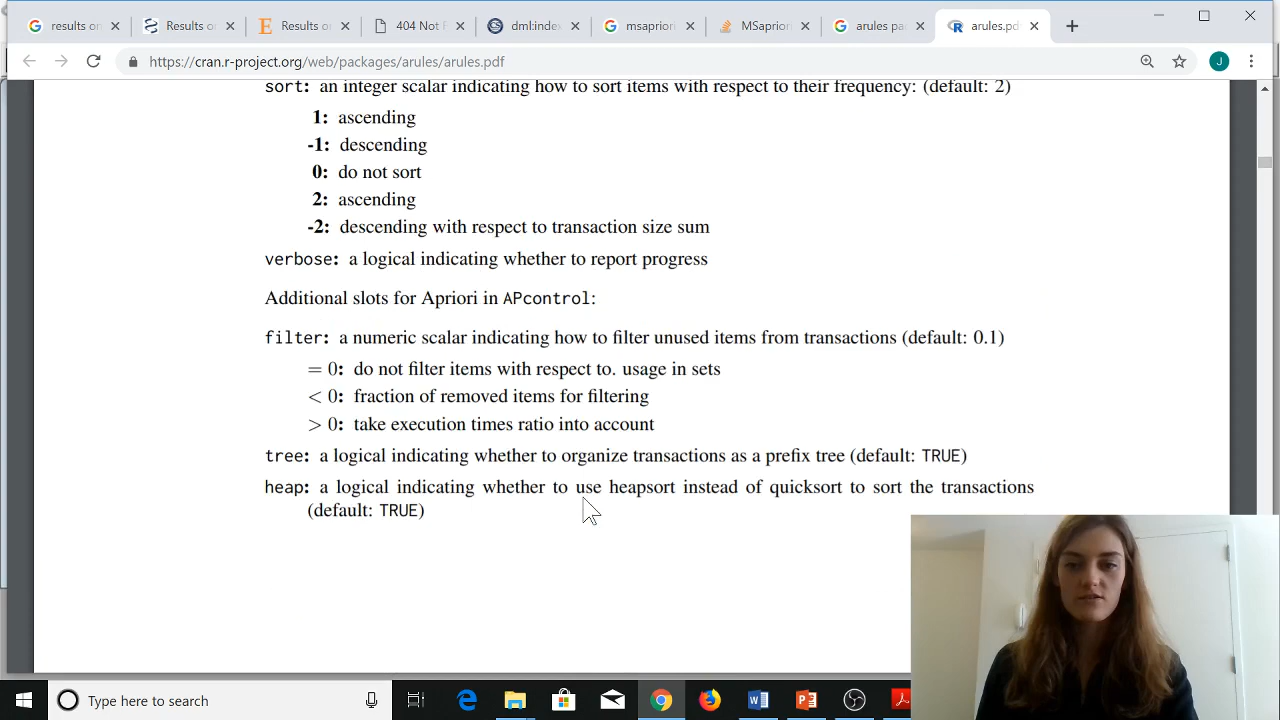 results on
Results o
Results o
404 Not F
dml:index
msaprior
MSaprior
arules pa
arules.pd
https://cran.r-project.org/web/packages/arules/arules.pdf
J
sort: an integer scalar indicating how to sort items with respect to their frequency: (default: 2)
1: ascending
-1: descending
0: do not sort
2: ascending
-2: descending with respect to transaction size sum
verbose: a logical indicating whether to report progress
Additional slots for Apriori in APcontrol:
filter: a numeric scalar indicating how to filter unused items from transactions (default: 0.1)
= 0: do not filter items with respect to. usage in sets
< 0: fraction of removed items for filtering
> 0: take execution times ratio into account
tree: a logical indicating whether to organize transactions as a prefix tree (default: TRUE)
heap: a logical indicating whether to use heapsort instead of quicksort to sort the transactions
(default: TRUE)
Type here to search